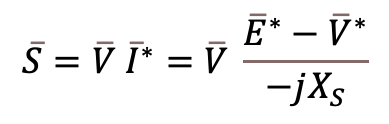 S̄ = V̄ Ī* = V̄ (Ē* − V̄*) / (−jX_S)